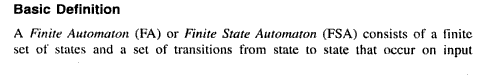 Basic Definition
A Finite Automaton (FA) or Finite State Automaton (FSA) consists of a finite
set of states and a set of transitions from state to state that occur on input